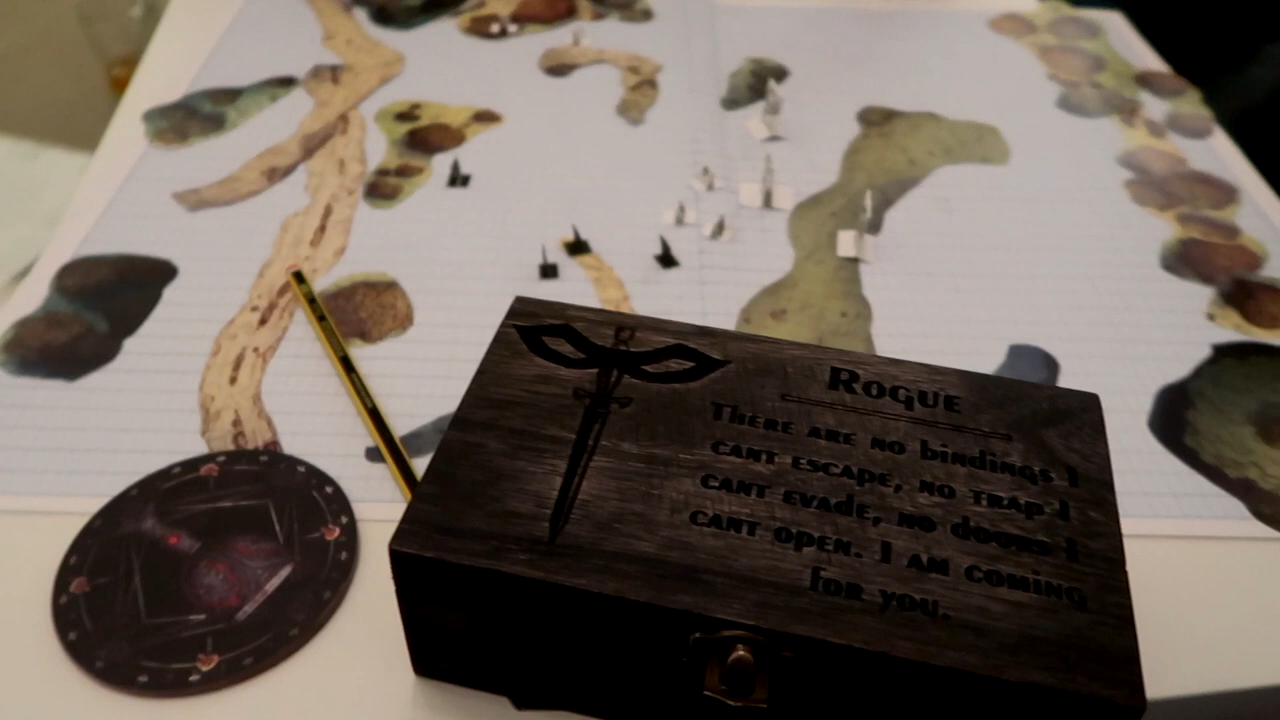 Rogue
There are no bindings I
cant escape, no trap I
cant evade, no doors I
cant open. I am coming
for you.